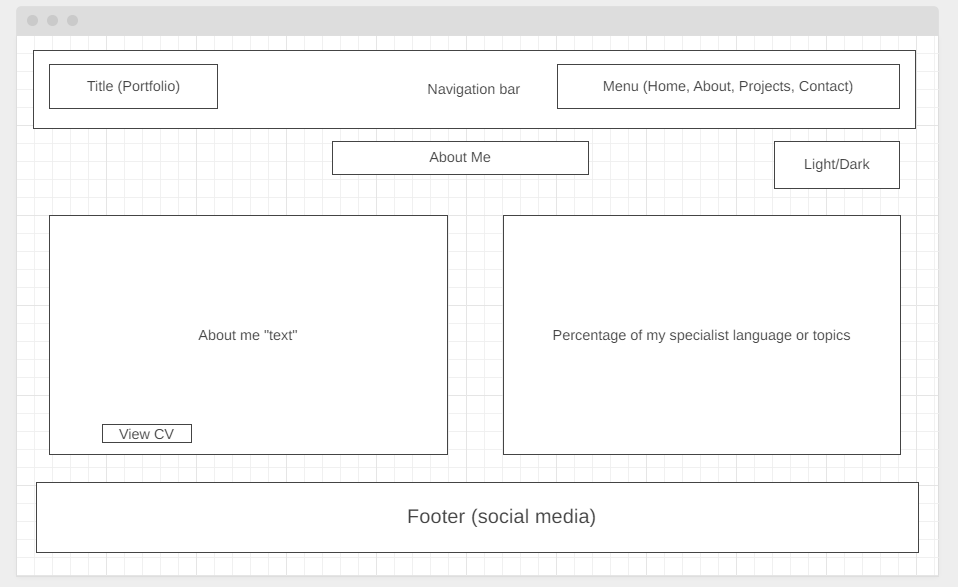 Title (Portfolio)
Navigation bar
Menu (Home, About, Projects, Contact)
About Me
Light/Dark
About me "text"
View CV
Percentage of my specialist language or topics
Footer (social media)